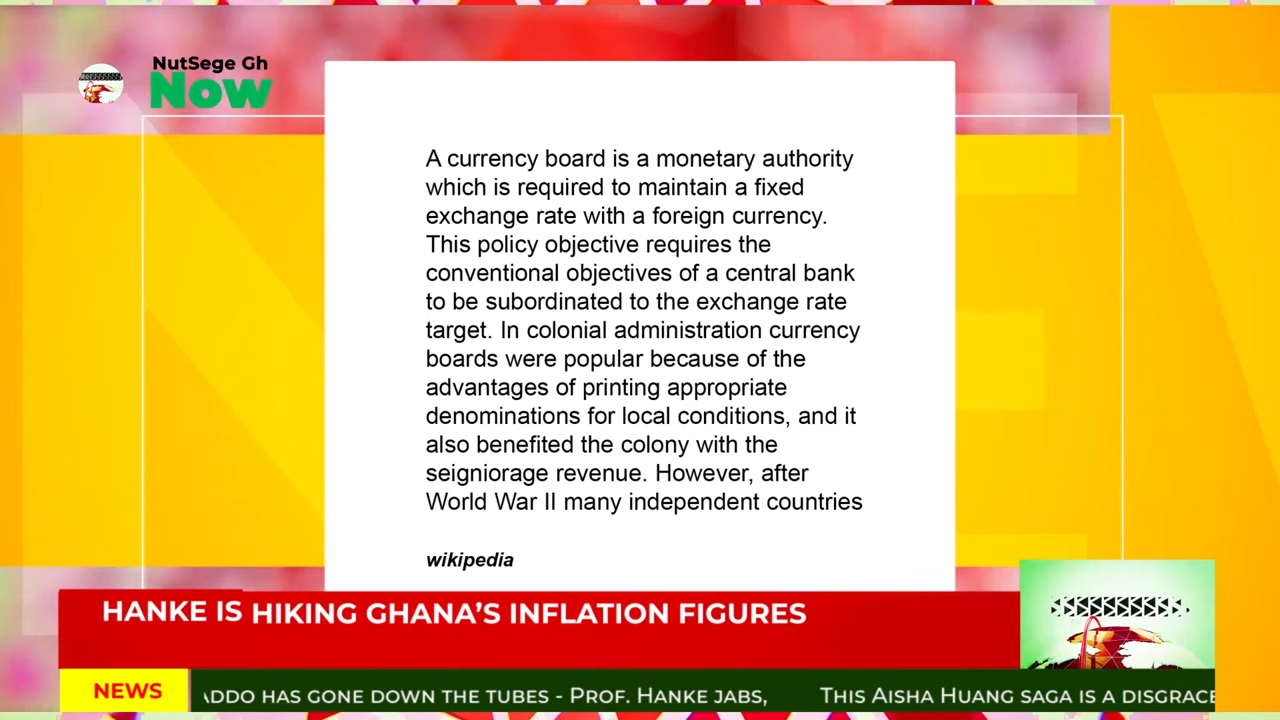 NutSege Gh
Now
A currency board is a monetary authority
which is required to maintain a fixed
exchange rate with a foreign currency.
This policy objective requires the
conventional objectives of a central bank
to be subordinated to the exchange rate
target. In colonial administration currency
boards were popular because of the
advantages of printing appropriate
denominations for local conditions, and it
also benefited the colony with the
seigniorage revenue. However, after
World War II many independent countries
wikipedia
HANKE IS HIKING GHANA'S INFLATION FIGURES
NEWS
ADDO HAS GONE DOWN THE TUBES - PROF. HANKE JABS, THIS AISHA HUANG SAGA IS A DISGRACE